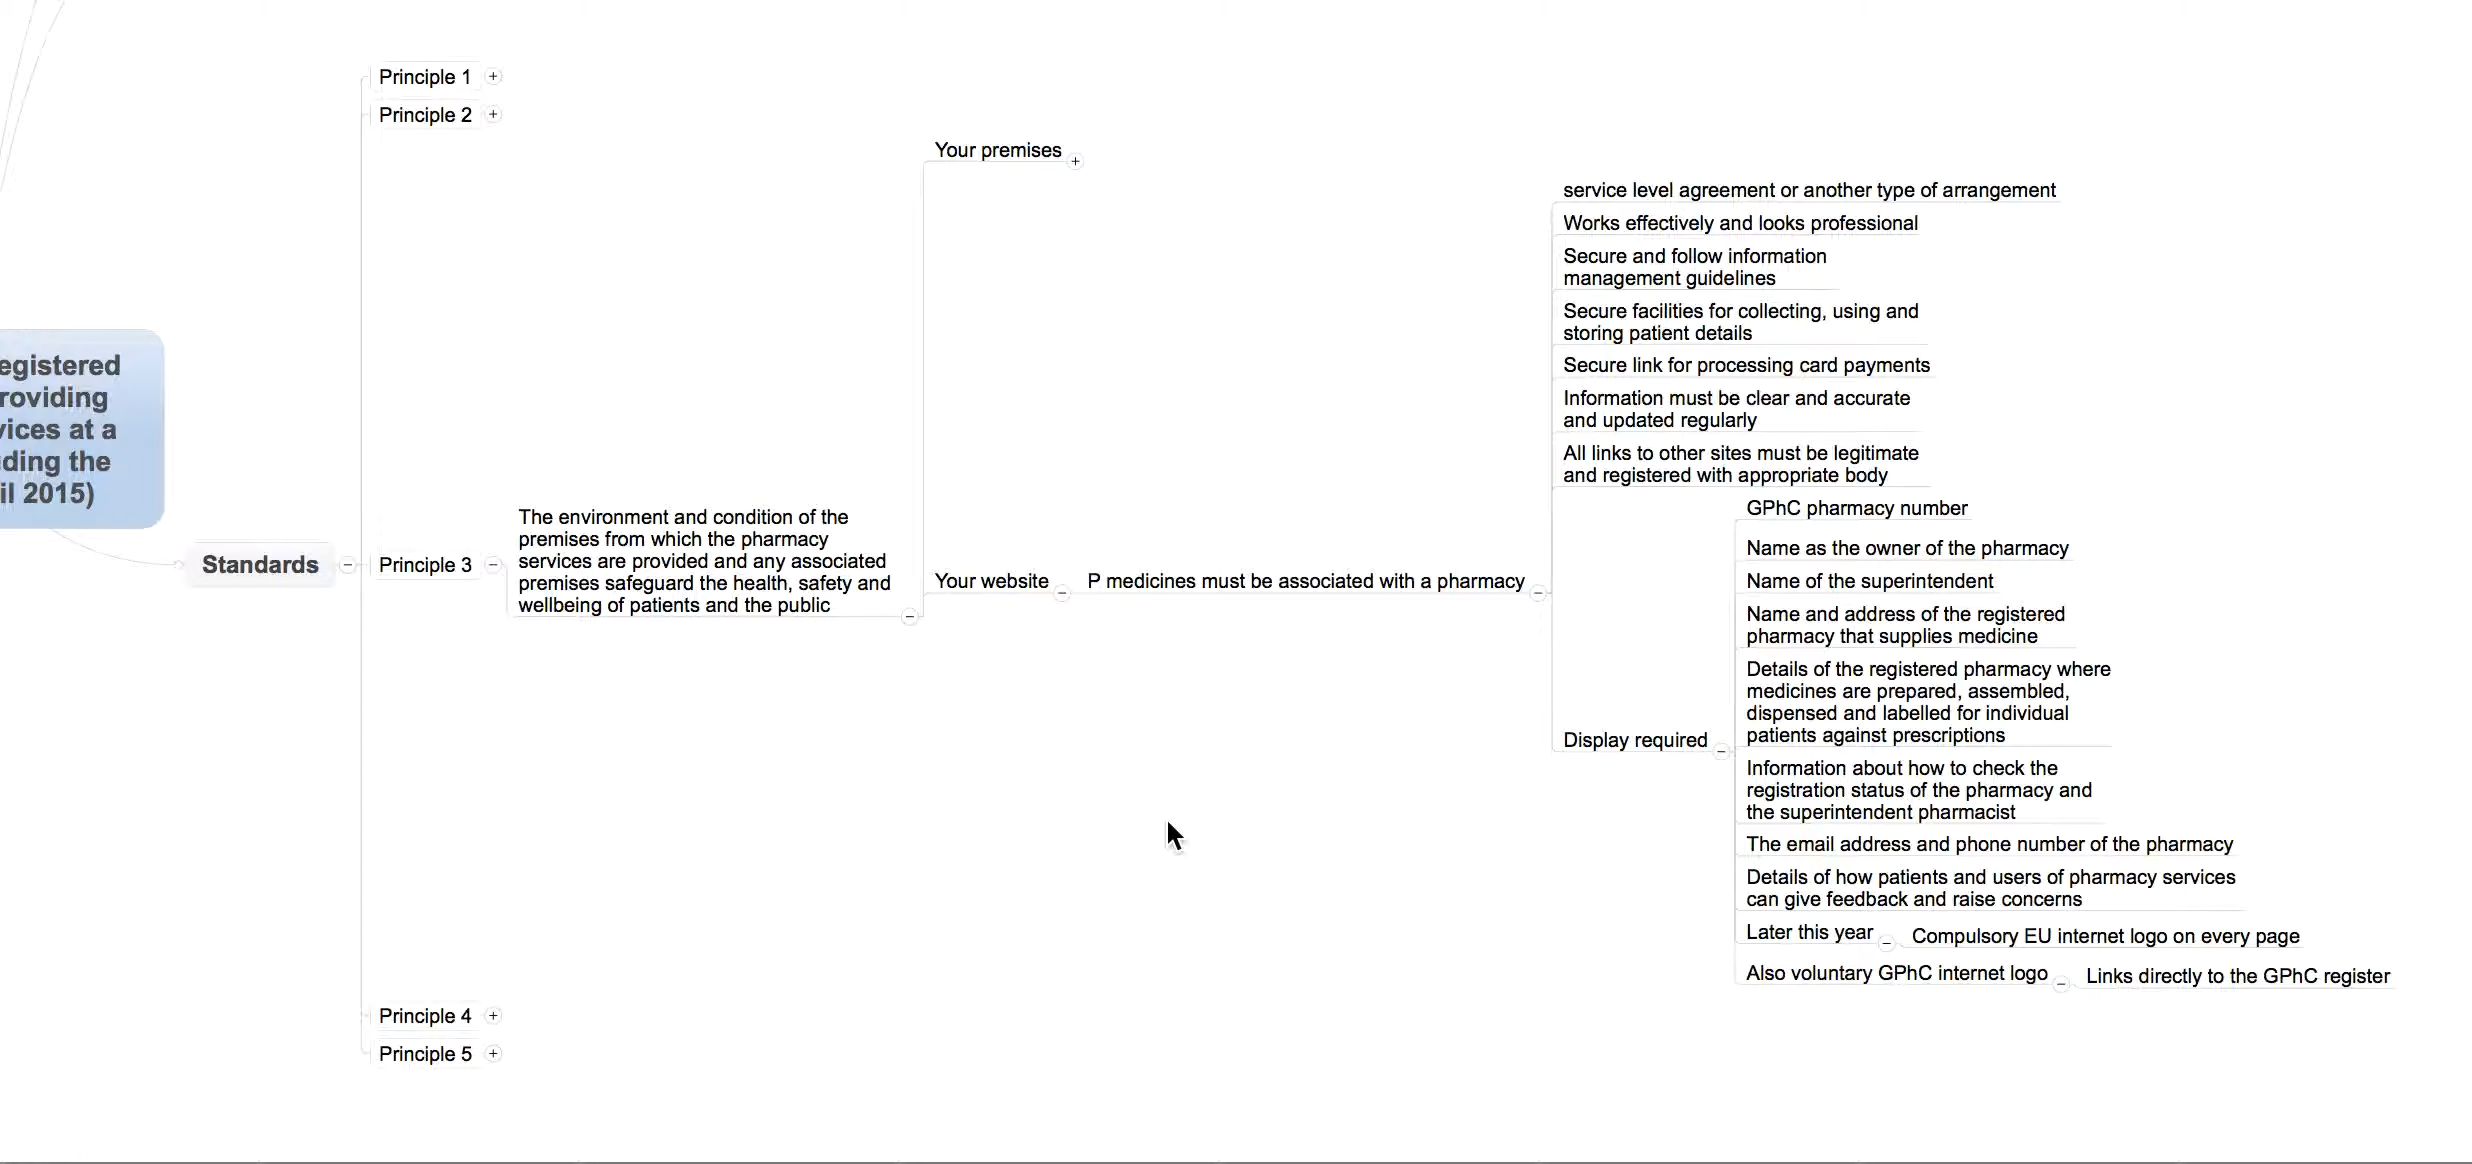 Principle 1
Principle 2
Your premises
service level agreement or another type of arrangement
Works effectively and looks professional
Secure and follow information
management guidelines
Secure facilities for collecting, using and
storing patient details
Secure link for processing card payments
Information must be clear and accurate
and updated regularly
All links to other sites must be legitimate
and registered with appropriate body
egistered
roviding
vices at a
ding the
il 2015)
Standards
Principle 3
The environment and condition of the
premises from which the pharmacy
services are provided and any associated
premises safeguard the health, safety and
wellbeing of patients and the public
Your website
P medicines must be associated with a pharmacy
Display required
GPhC pharmacy number
Name as the owner of the pharmacy
Name of the superintendent
Name and address of the registered
pharmacy that supplies medicine
Details of the registered pharmacy where
medicines are prepared, assembled,
dispensed and labelled for individual
patients against prescriptions
Information about how to check the
registration status of the pharmacy and
the superintendent pharmacist
The email address and phone number of the pharmacy
Details of how patients and users of pharmacy services
can give feedback and raise concerns
Later this year
Compulsory EU internet logo on every page
Also voluntary GPhC internet logo
Links directly to the GPhC register
Principle 4
Principle 5